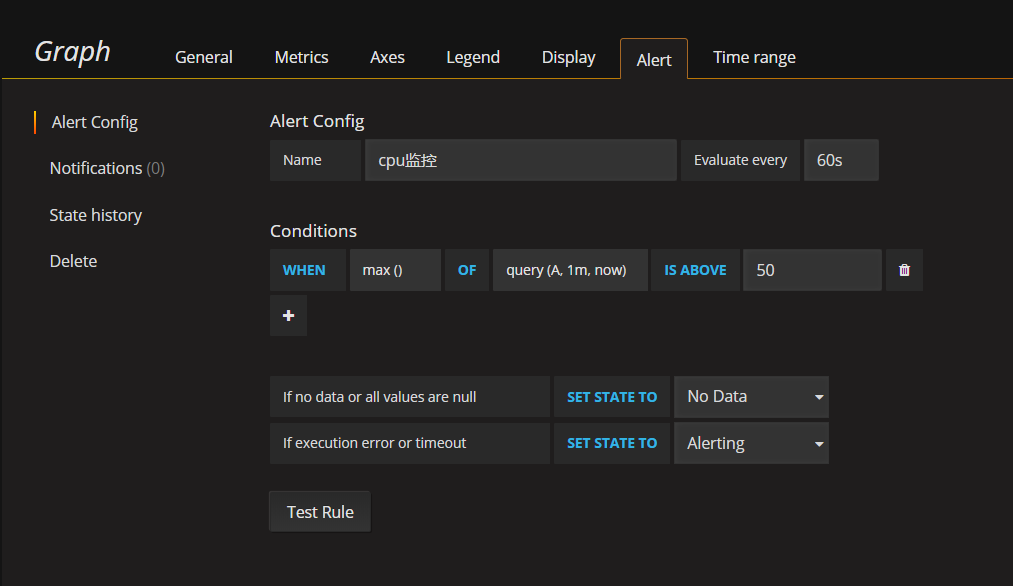 Graph General Metrics Axes Legend Display Alert Time range
Alert Config
Notifications (0)
State history
Delete
Alert Config
Name cpu监控 Evaluate every 60s
Conditions
WHEN max () OF query (A, 1m, now) IS ABOVE 50
If no data or all values are null SET STATE TO No Data
If execution error or timeout SET STATE TO Alerting
Test Rule